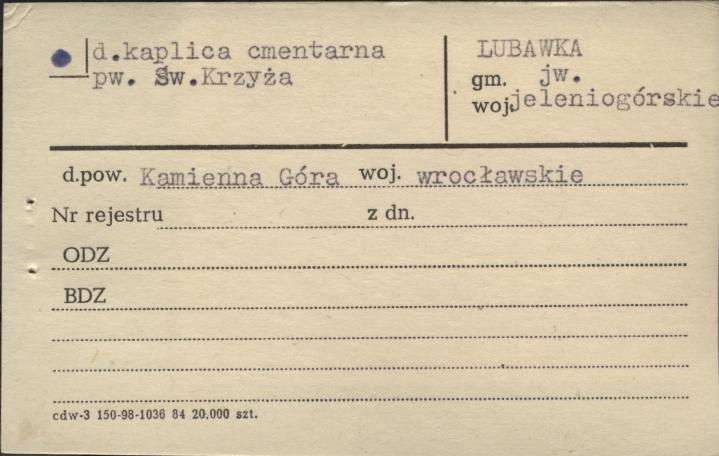 d.kaplica cmentarna
pw. Św.Krzyża
LUBAWKA
gm. jw.
woj.jeleniogórskie
d.pow. Kamienna Góra woj. wrocławskie
Nr rejestru z dn.
ODZ
BDZ
cdw-3 150-98-1036 84 20.000 szt.